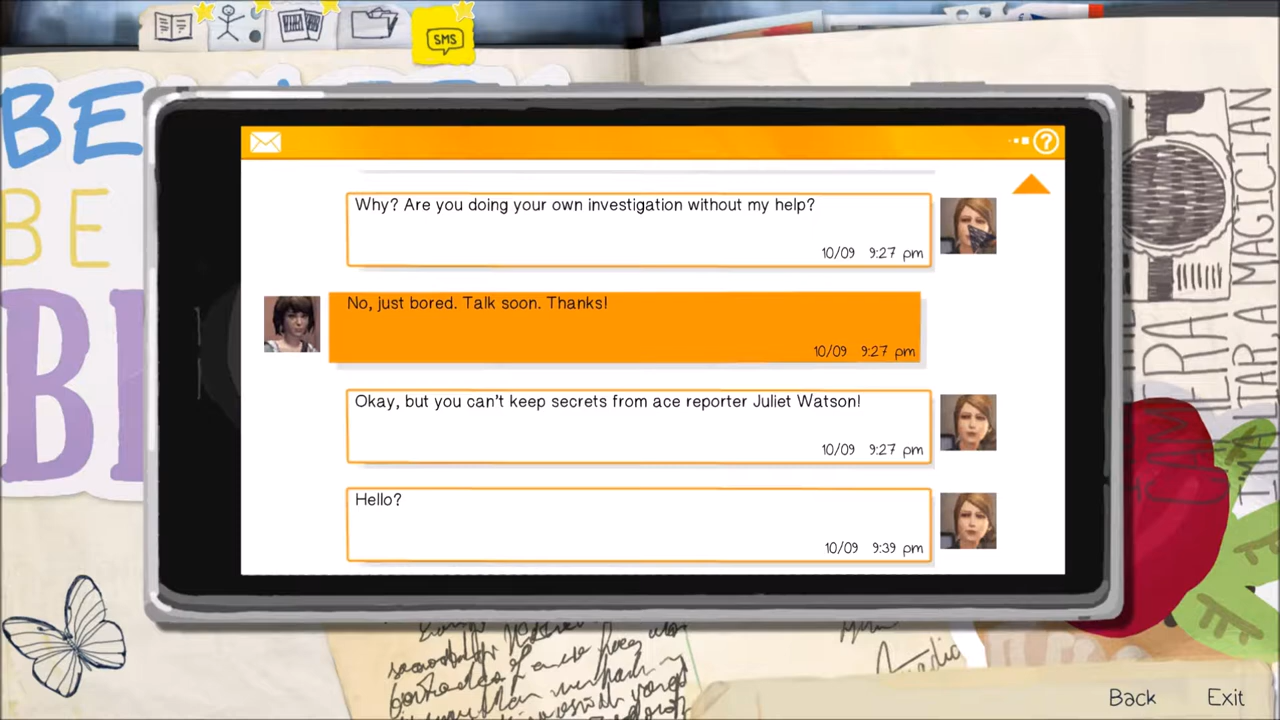 SMS
BE
BE
Why? Are you doing your own investigation without my help?
10/09 9:27 pm
No, just bored. Talk soon. Thanks!
10/09 9:27 pm
Okay, but you can't keep secrets from ace reporter Juliet Watson!
10/09 9:27 pm
Hello?
10/09 9:39 pm
MAGICIAN
Back Exit